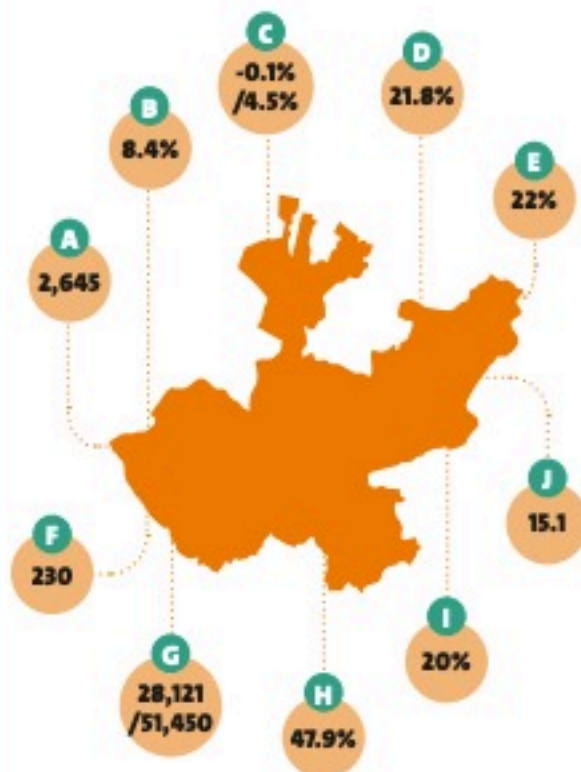 A
2,645
B
8.4%
C
-0.1%
/4.5%
D
21.8%
E
22%
F
230
G
28,121
/51,450
H
47.9%
I
20%
J
15.1